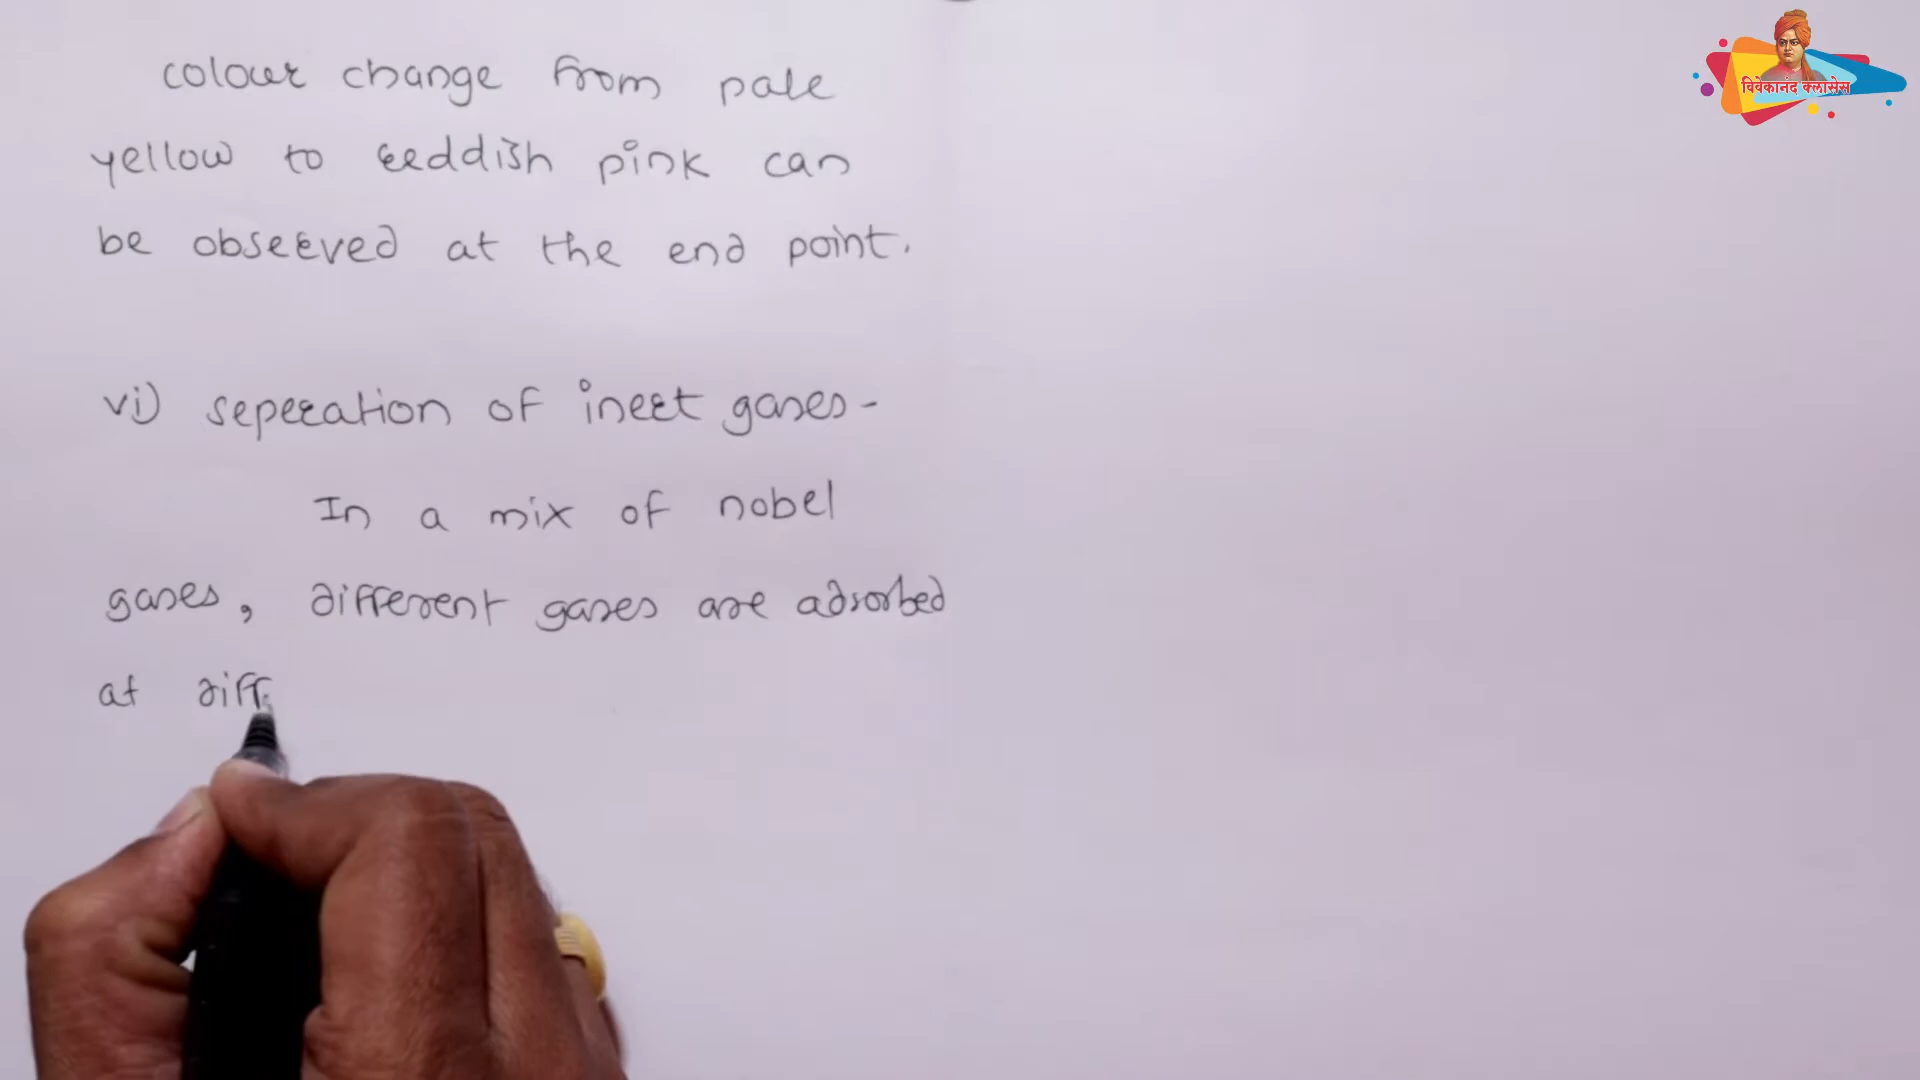 colour change from pale
yellow to reddish pink can
be observed at the end point.
vi) seperation of inert gases -
In a mix of nobel
gases, different gases are adsorbed
at diff
विवेकानंद क्लासेस